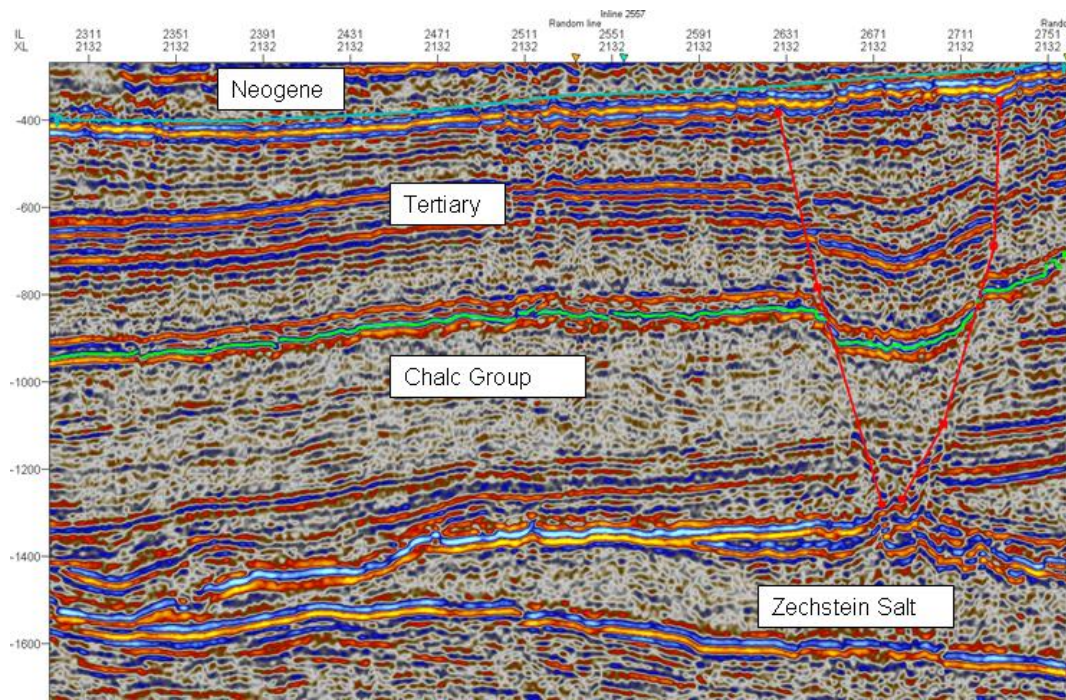 Inline 2557
Random line Rando
IL 2311 2351 2391 2431 2471 2511 2551 2591 2631 2671 2711 2751
XL 2132 2132 2132 2132 2132 2132 2132 2132 2132 2132 2132 2132
Neogene
-400
Tertiary
-600
-800
Chalc Group
-1000
-1200
-1400
Zechstein Salt
-1600